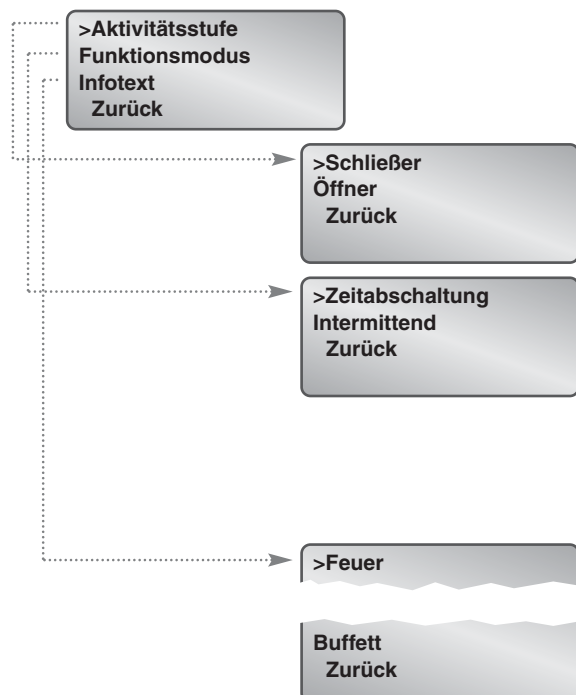 >Aktivitätsstufe
Funktionsmodus
Infotext
Zurück
>Schließer
Öffner
Zurück
>Zeitabschaltung
Intermittend
Zurück
>Feuer
Buffett
Zurück